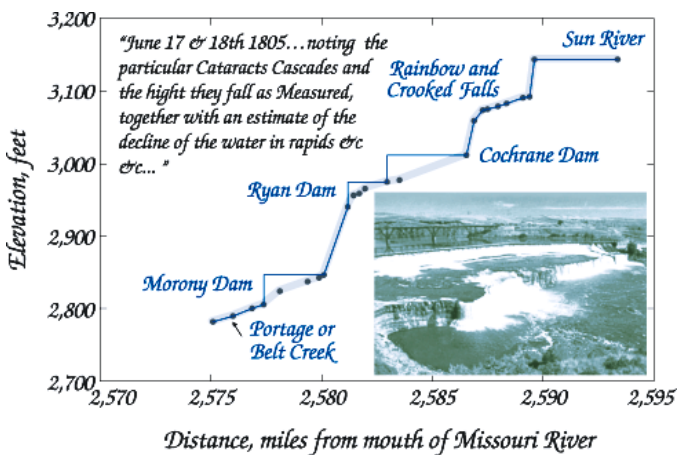 3,200
3,100
3,000
2,900
2,800
2,700
Elevation, feet
"June 17 & 18th 1805...noting the
particular Cataracts Cascades and
the hight they fall as Measured,
together with an estimate of the
decline of the water in rapids &c
&c... "
Sun River
Rainbow and
Crooked Falls
Cochrane Dam
Ryan Dam
Morony Dam
Portage or
Belt Creek
2,570
2,575
2,580
2,585
2,590
2,595
Distance, miles from mouth of Missouri River